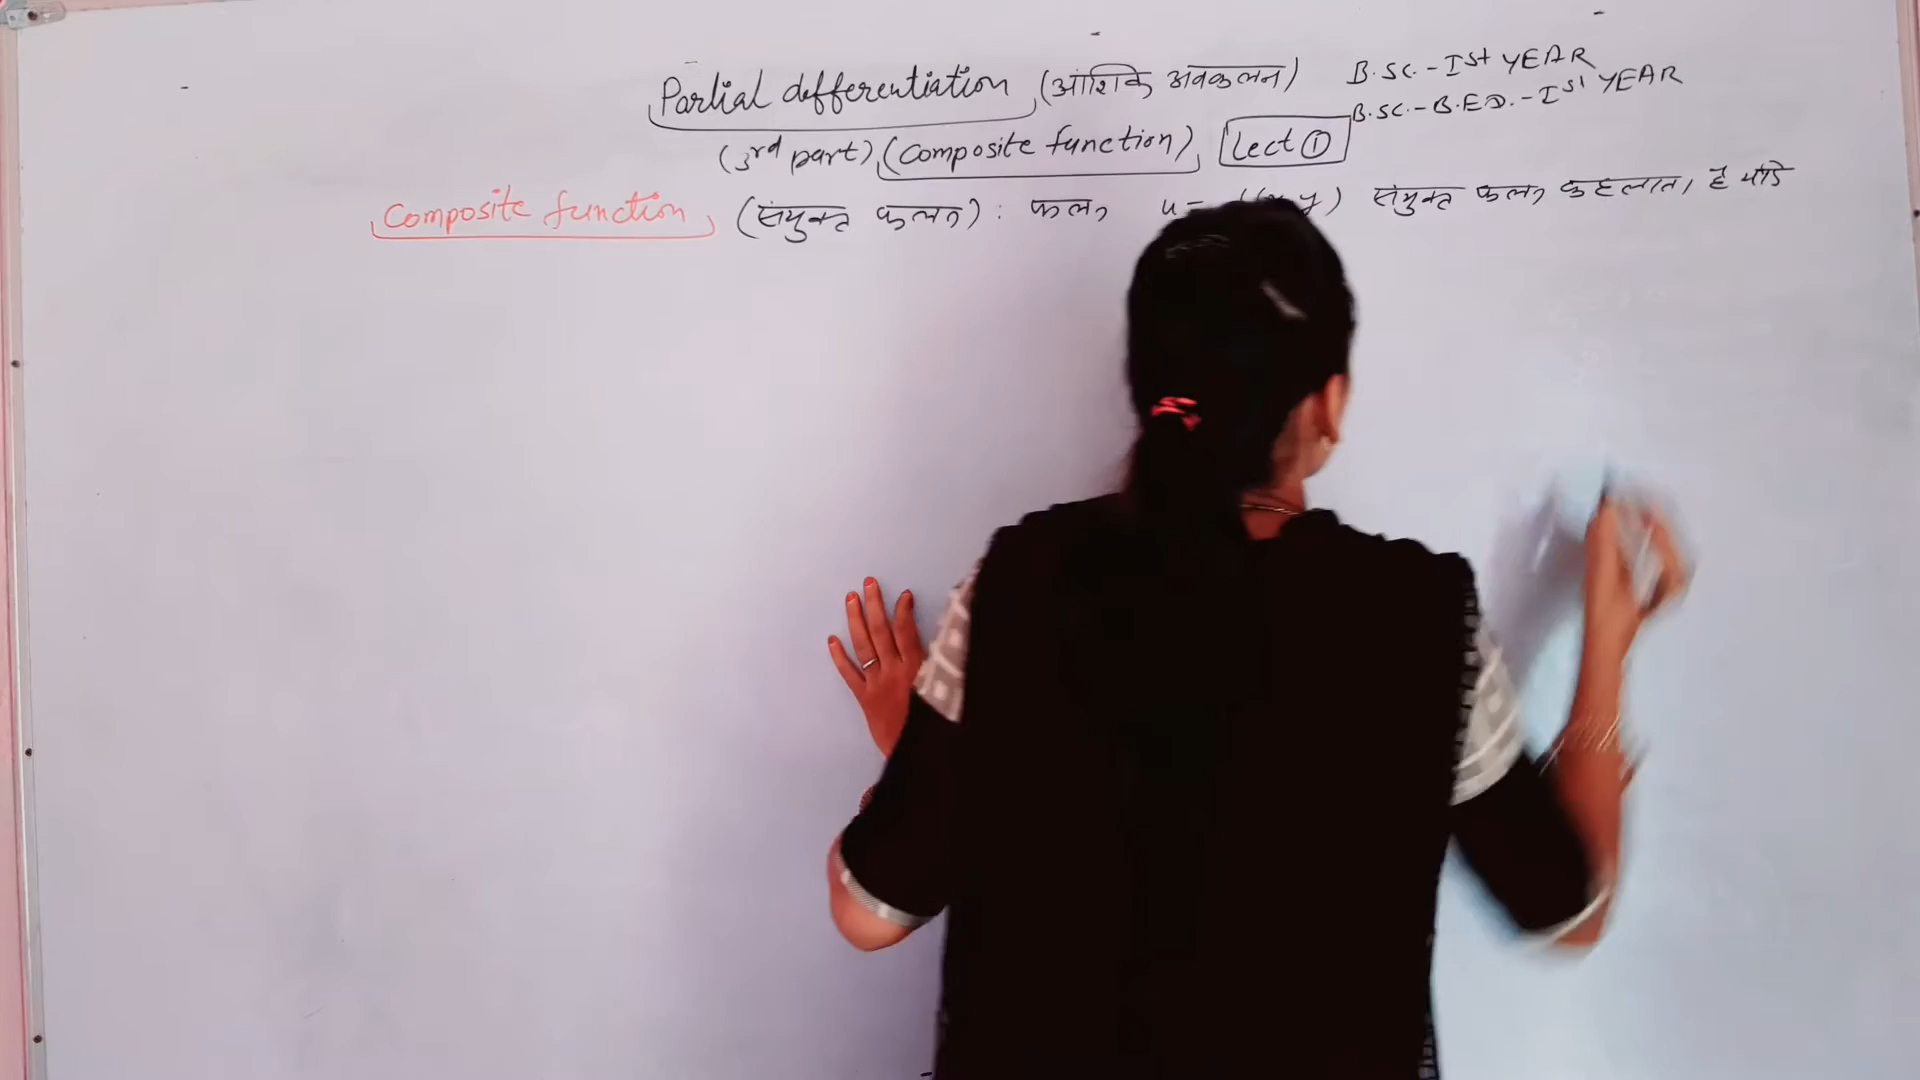 Partial differentiation (आंशिक अवकलन) B.SC.-Ist YEAR
B.SC.-B.ED.-Ist YEAR
(3rd part) (Composite function) Lect ①
Composite function (संयुक्त फलन) : फलन u = y) संयुक्त फलन कहलाता है यदि